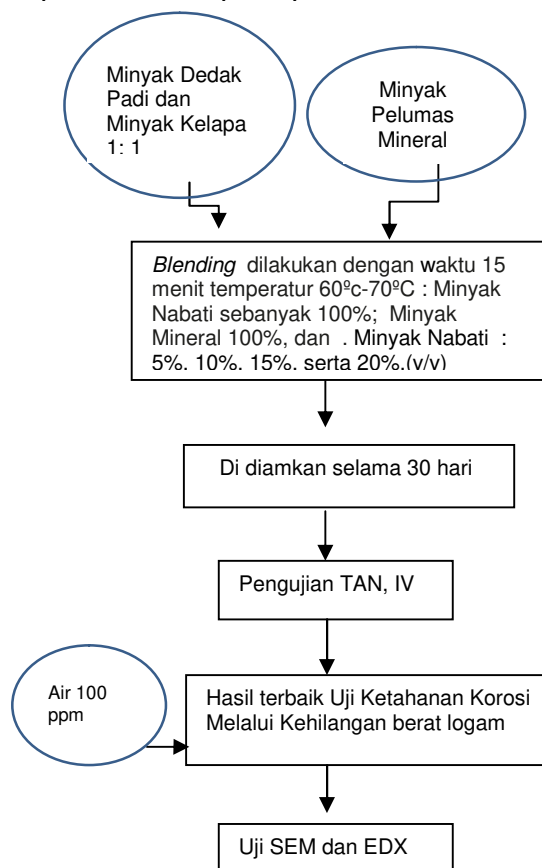 Minyak Dedak
Padi dan
Minyak Kelapa
1: 1
Minyak
Pelumas
Mineral
Blending dilakukan dengan waktu 15
menit temperatur 60ºc-70ºC : Minyak
Nabati sebanyak 100%; Minyak
Mineral 100%, dan . Minyak Nabati :
5%. 10%. 15%. serta 20%.(v/v)
Di diamkan selama 30 hari
Pengujian TAN, IV
Air 100
ppm
Hasil terbaik Uji Ketahanan Korosi
Melalui Kehilangan berat logam
Uji SEM dan EDX